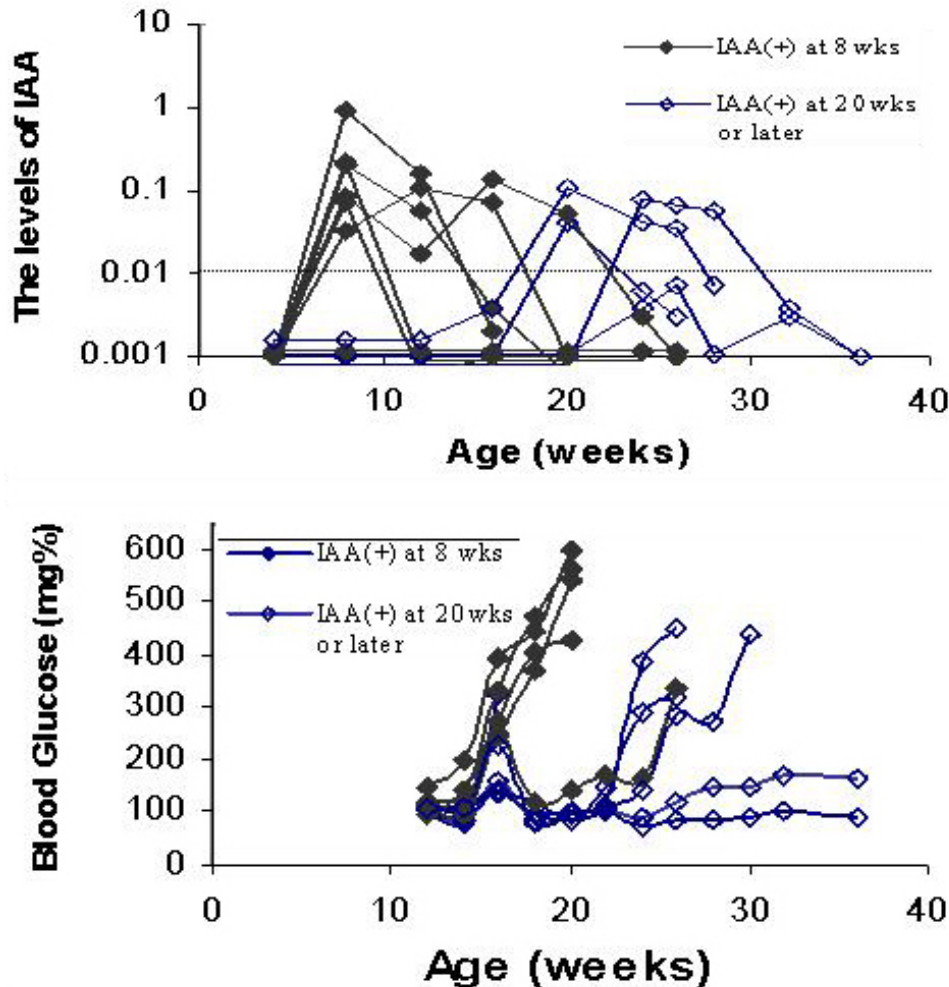 10
1
0.1
0.01
0.001
The levels of IAA
IAA(+) at 8 wks
IAA(+) at 20 wks
or later
0 10 20 30 40
Age (weeks)
600
500
400
300
200
100
0
Blood Glucose (mg%)
IAA(+) at 8 wks
IAA(+) at 20 wks
or later
0 10 20 30 40
Age (weeks)